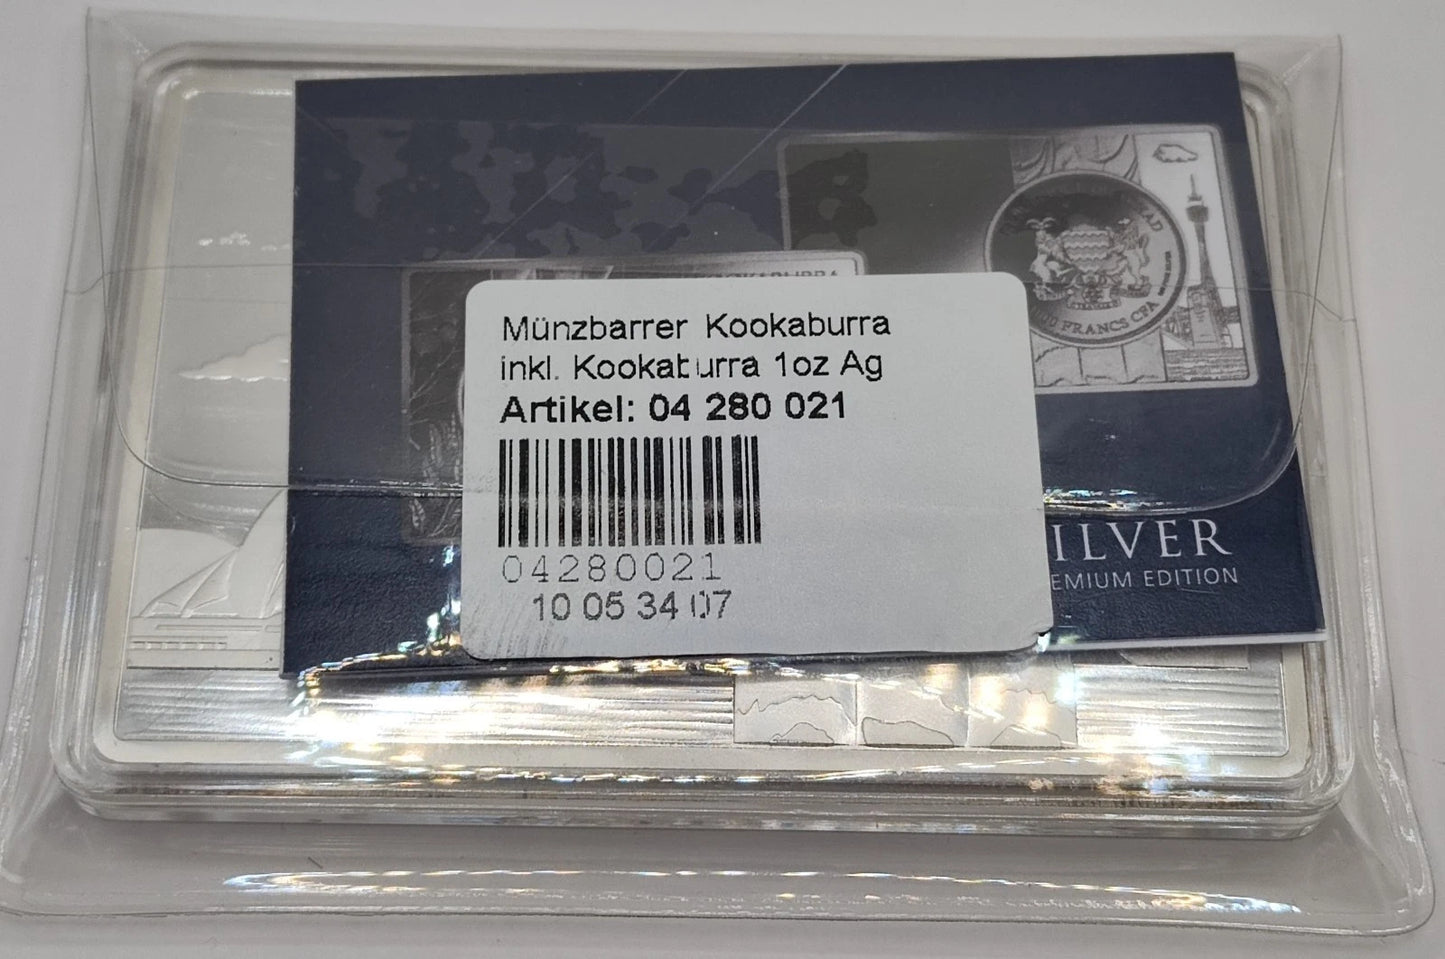 KOOKABURRA
FRANCS CFA
Münzbarrer Kookaburra
inkl. Kookaburra 1oz Ag
Artikel: 04 280 021
04280021
10 05 34 07
ILVER
EMIUM EDITION